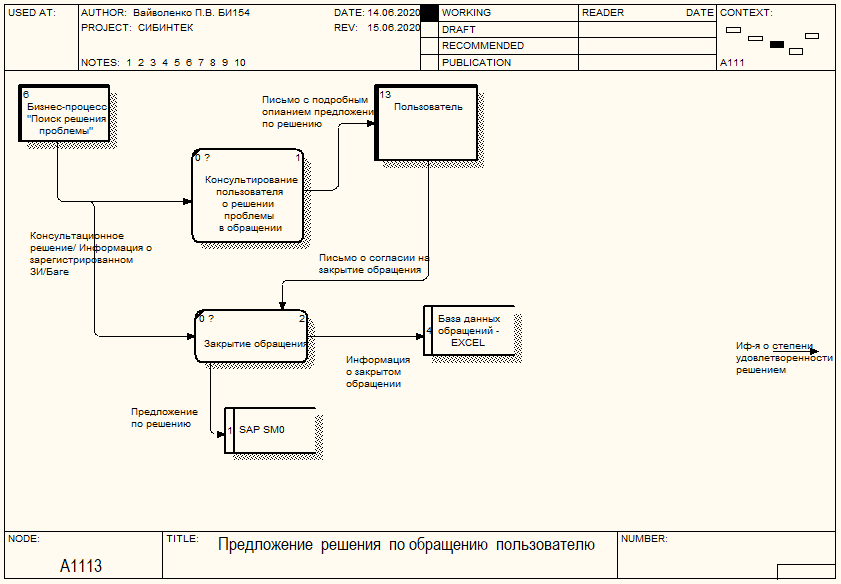 USED AT:
AUTHOR: Вайволенко П.В. БИ154
DATE: 14.06.2020
WORKING
READER
DATE
CONTEXT:
PROJECT: СИБИНТЕК
REV: 15.06.2020
DRAFT
RECOMMENDED
NOTES: 1 2 3 4 5 6 7 8 9 10
PUBLICATION
A111
6
Бизнес-процесс
"Поиск решения
проблемы"
Письмо с подробным
опианием предложени
по решению
13
Пользователь
0 ?
1
Консультирование
пользователя
о решении
проблемы
в обращении
Консультационное
решение/ Информация о
зарегистрированном
ЗИ/Баге
Письмо о согласии на
закрытие обращения
0 ?
2
Закрытие обращения
4
База данных
обращений -
EXCEL
Информация
о закрытом
обращении
Иф-я о степени
удовлетворенности
решением
Предложение
по решению
1
SAP SM0
NODE:
A1113
TITLE:
Предложение решения по обращению пользователю
NUMBER: